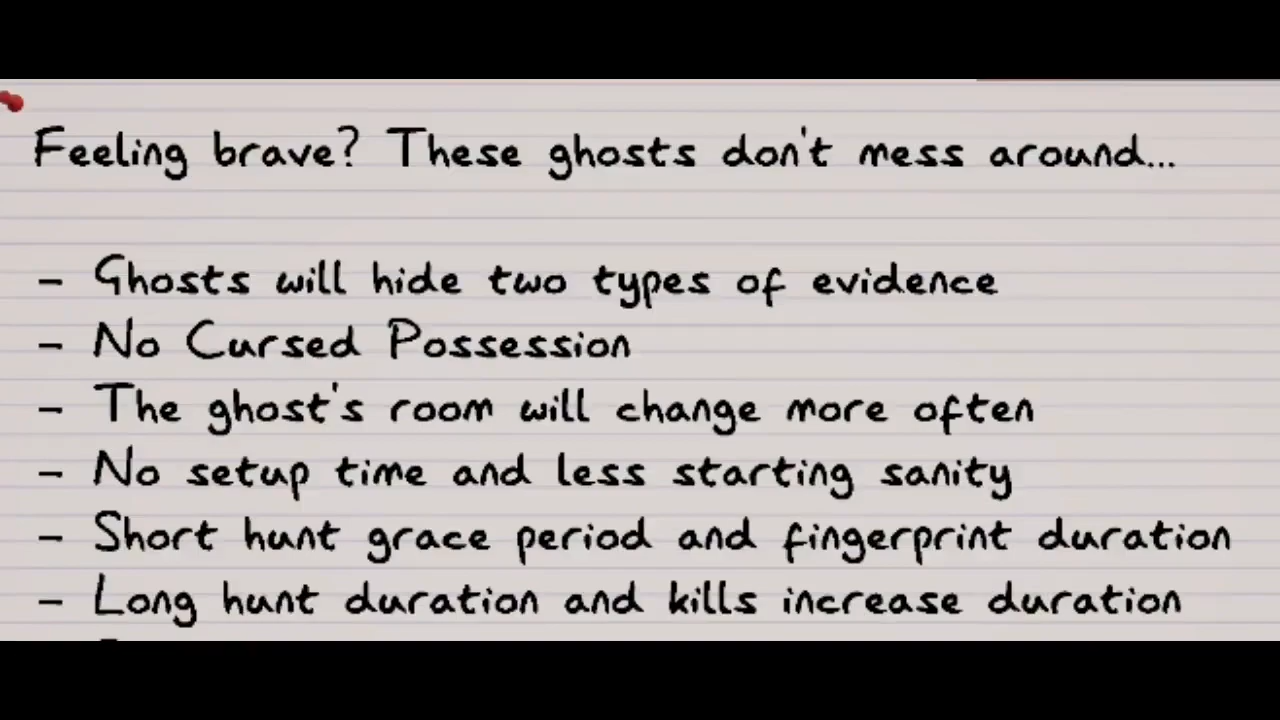 Feeling brave? These ghosts don't mess around...
- Ghosts will hide two types of evidence
- No Cursed Possession
- The ghost's room will change more often
- No setup time and less starting sanity
- Short hunt grace period and fingerprint duration
- Long hunt duration and kills increase duration